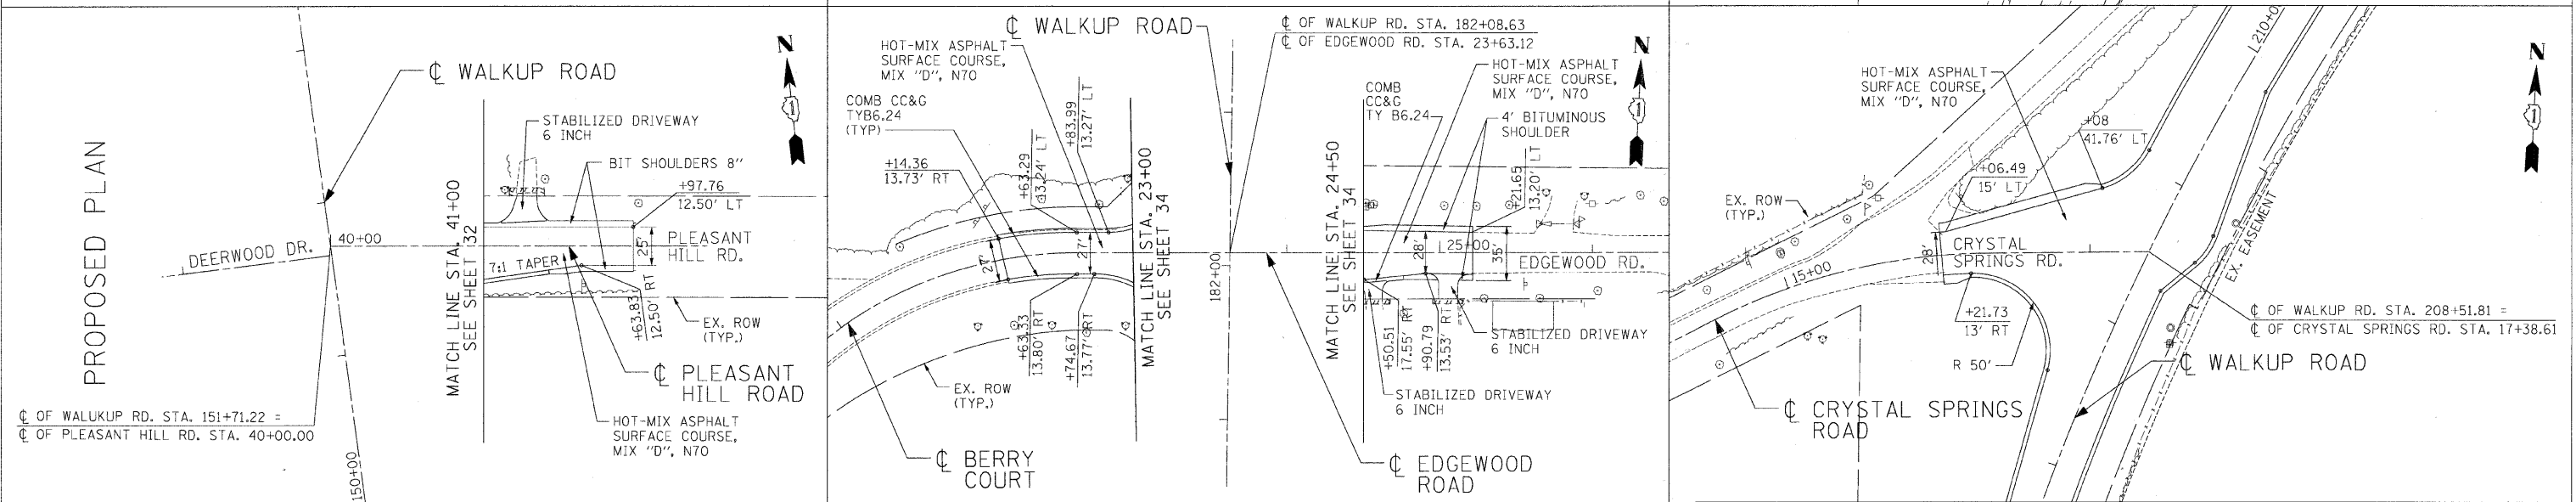 PROPOSED PLAN
℄ WALKUP ROAD
N
1
STABILIZED DRIVEWAY
6 INCH
BIT SHOULDERS 8"
+97.76
12.50' LT
DEERWOOD DR.
40+00
MATCH LINE STA. 41+00
SEE SHEET 32
25'
PLEASANT
HILL RD.
7:1 TAPER
+63.83
12.50' RT
EX. ROW
(TYP.)
℄ PLEASANT
HILL ROAD
℄ OF WALUKUP RD. STA. 151+71.22 =
℄ OF PLEASANT HILL RD. STA. 40+00.00
HOT-MIX ASPHALT
SURFACE COURSE,
MIX "D", N70
150+00
℄ WALKUP ROAD
℄ OF WALKUP RD. STA. 182+08.63
℄ OF EDGEWOOD RD. STA. 23+63.12
HOT-MIX ASPHALT
SURFACE COURSE,
MIX "D", N70
COMB CC&G
TYB6.24
(TYP)
+14.36
13.73' RT
+63.29
13.24' LT
+83.99
13.27' LT
27'
27'
MATCH LINE STA. 23+00
SEE SHEET 34
182+00
+63.33
13.80' RT
+74.67
13.77' RT
EX. ROW
(TYP.)
℄ BERRY
COURT
N
1
HOT-MIX ASPHALT
SURFACE COURSE,
MIX "D", N70
COMB
CC&G
TY B6.24
4' BITUMINOUS
SHOULDER
+21.65
13.20' LT
MATCH LINE STA. 24+50
SEE SHEET 34
28'
25+00
35'
EDGEWOOD RD.
+50.51
17.55' RT
+90.79
13.53' RT
STABILIZED DRIVEWAY
6 INCH
STABILIZED DRIVEWAY
6 INCH
℄ EDGEWOOD
ROAD
HOT-MIX ASPHALT
SURFACE COURSE,
MIX "D", N70
210+0
N
1
+08
41.76' LT
+06.49
15' LT
EX. ROW
(TYP.)
28'
CRYSTAL
SPRINGS RD.
15+00
EX. EASEMENT
+21.73
13' RT
R 50'
℄ OF WALKUP RD. STA. 208+51.81 =
℄ OF CRYSTAL SPRINGS RD. STA. 17+38.61
℄ WALKUP ROAD
℄ CRYSTAL SPRINGS
ROAD